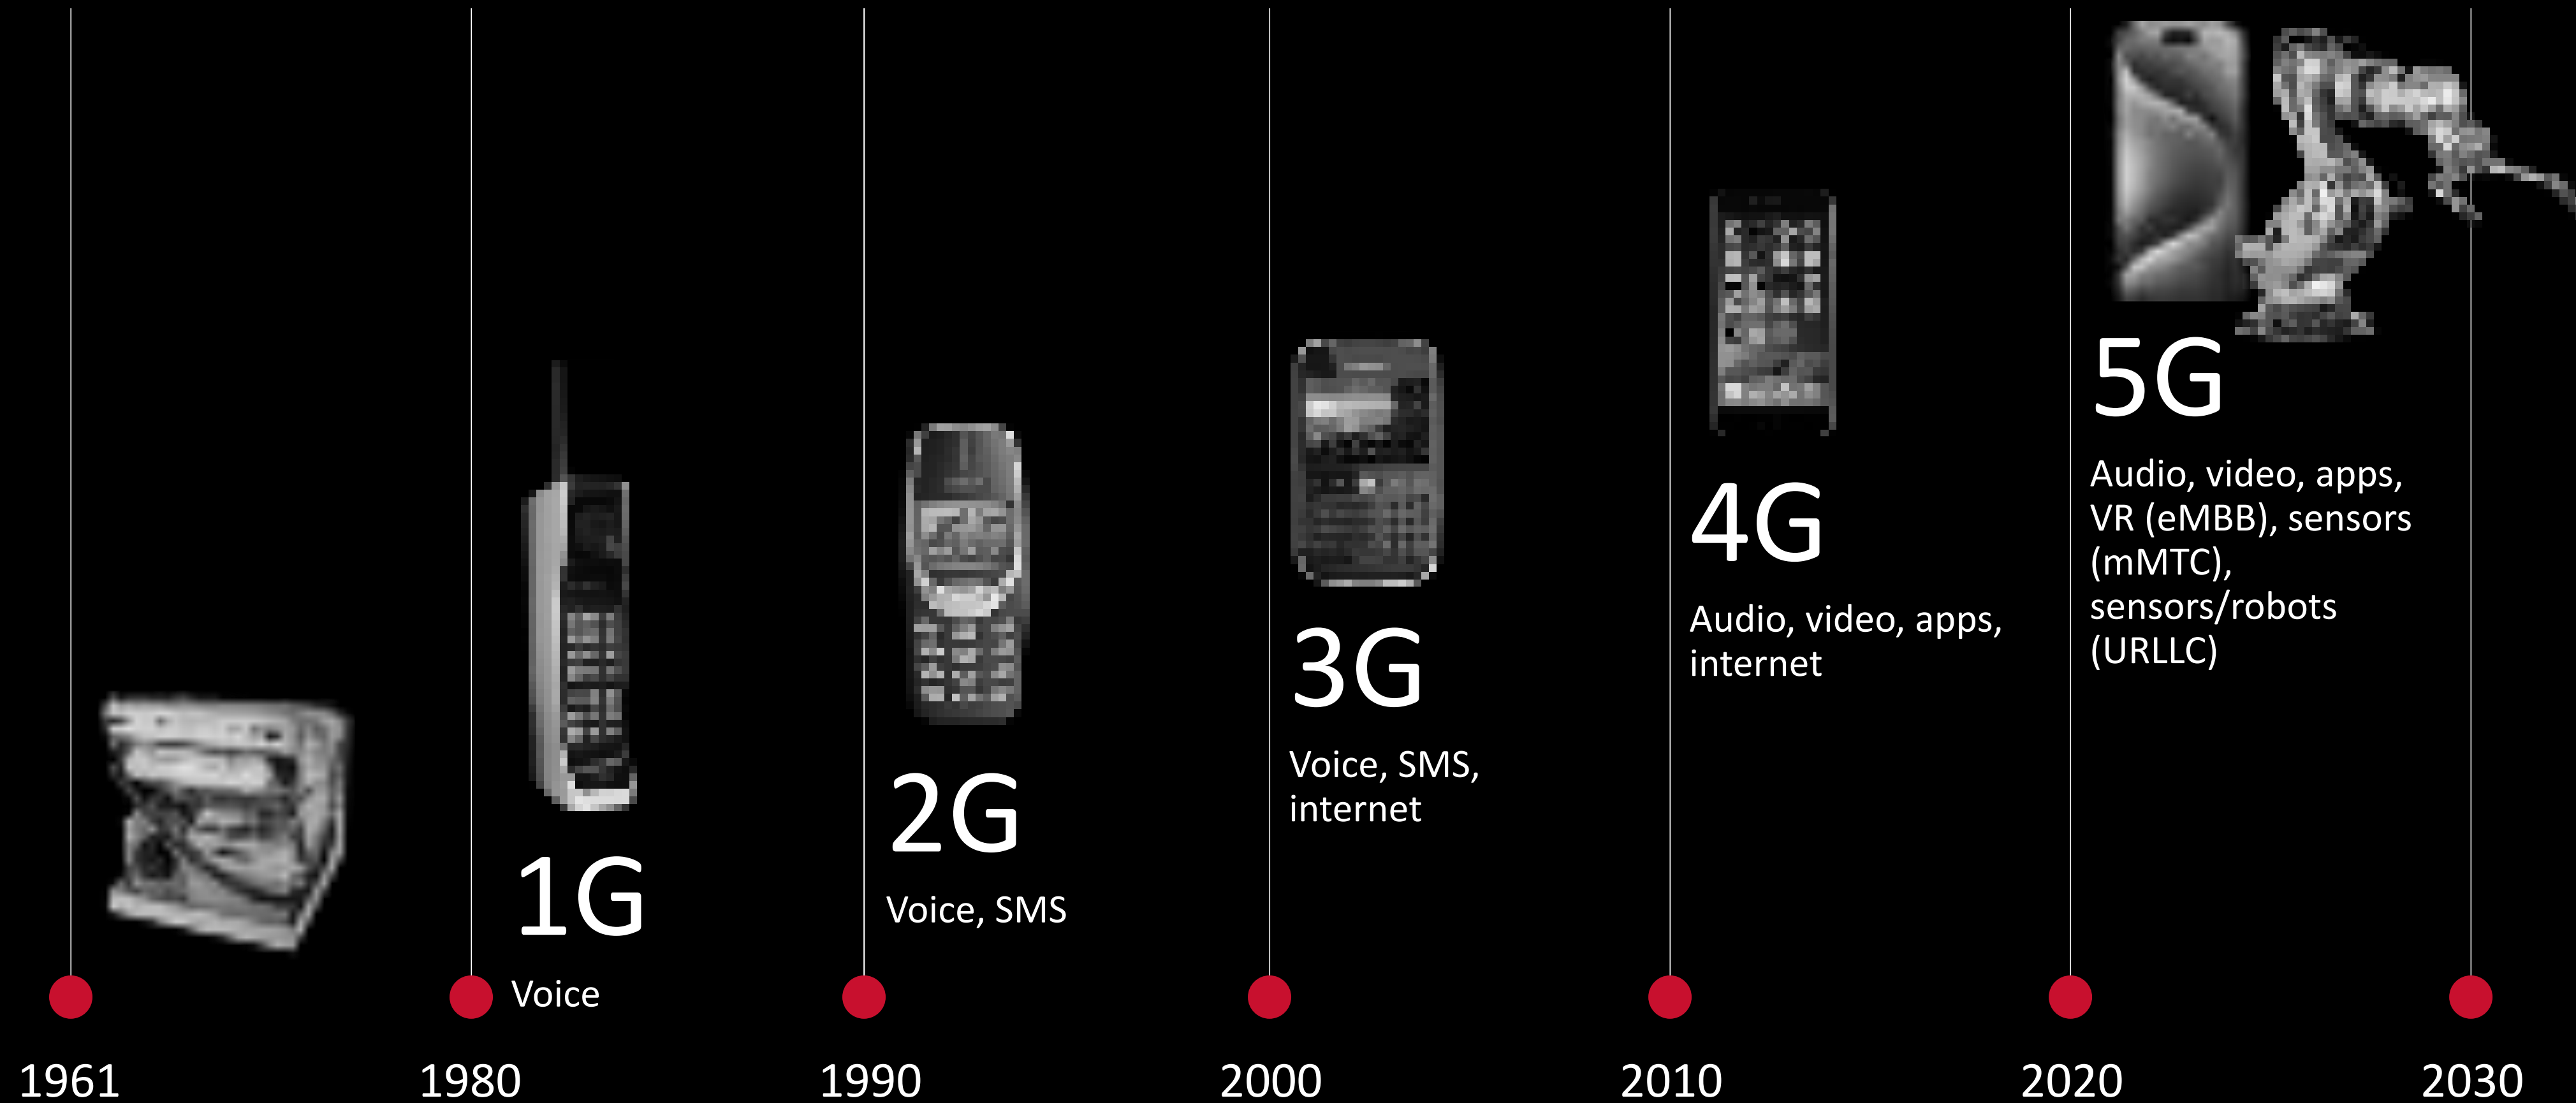 1G
Voice
2G
Voice, SMS
3G
Voice, SMS,
internet
4G
Audio, video, apps,
internet
5G
Audio, video, apps,
VR (eMBB), sensors
(mMTC),
sensors/robots
(URLLC)
1961
1980
1990
2000
2010
2020
2030